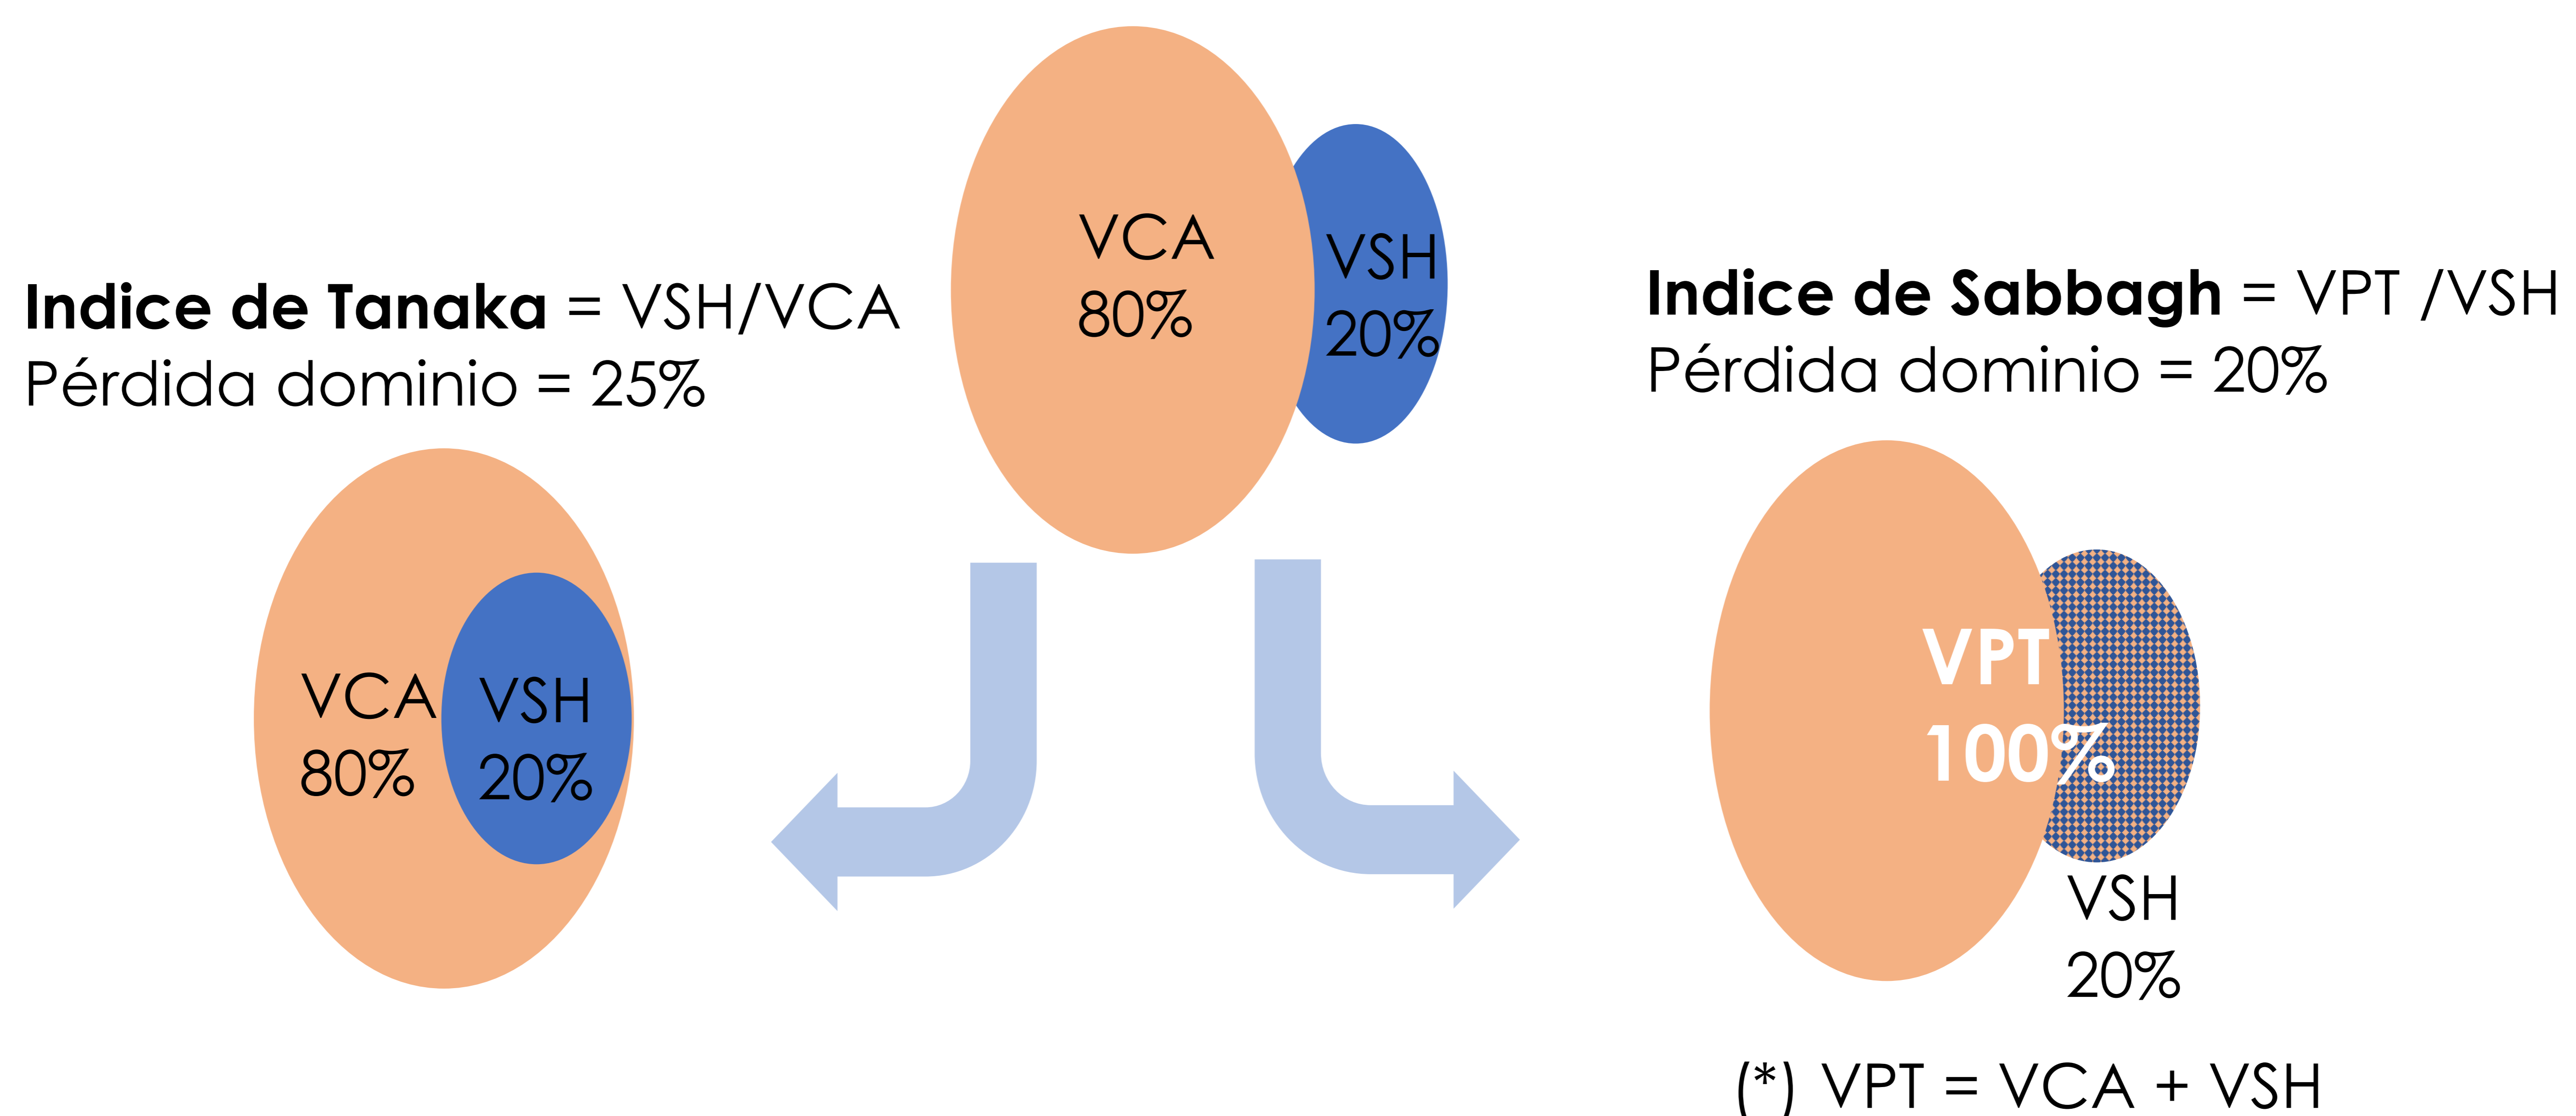 VCA
80%
VSH
20%
Indice de Tanaka = VSH/VCA
Pérdida dominio = 25%
Indice de Sabbagh = VPT /VSH
Pérdida dominio = 20%
VCA
80%
VSH
20%
VPT
100%
VSH
20%
(*) VPT = VCA + VSH